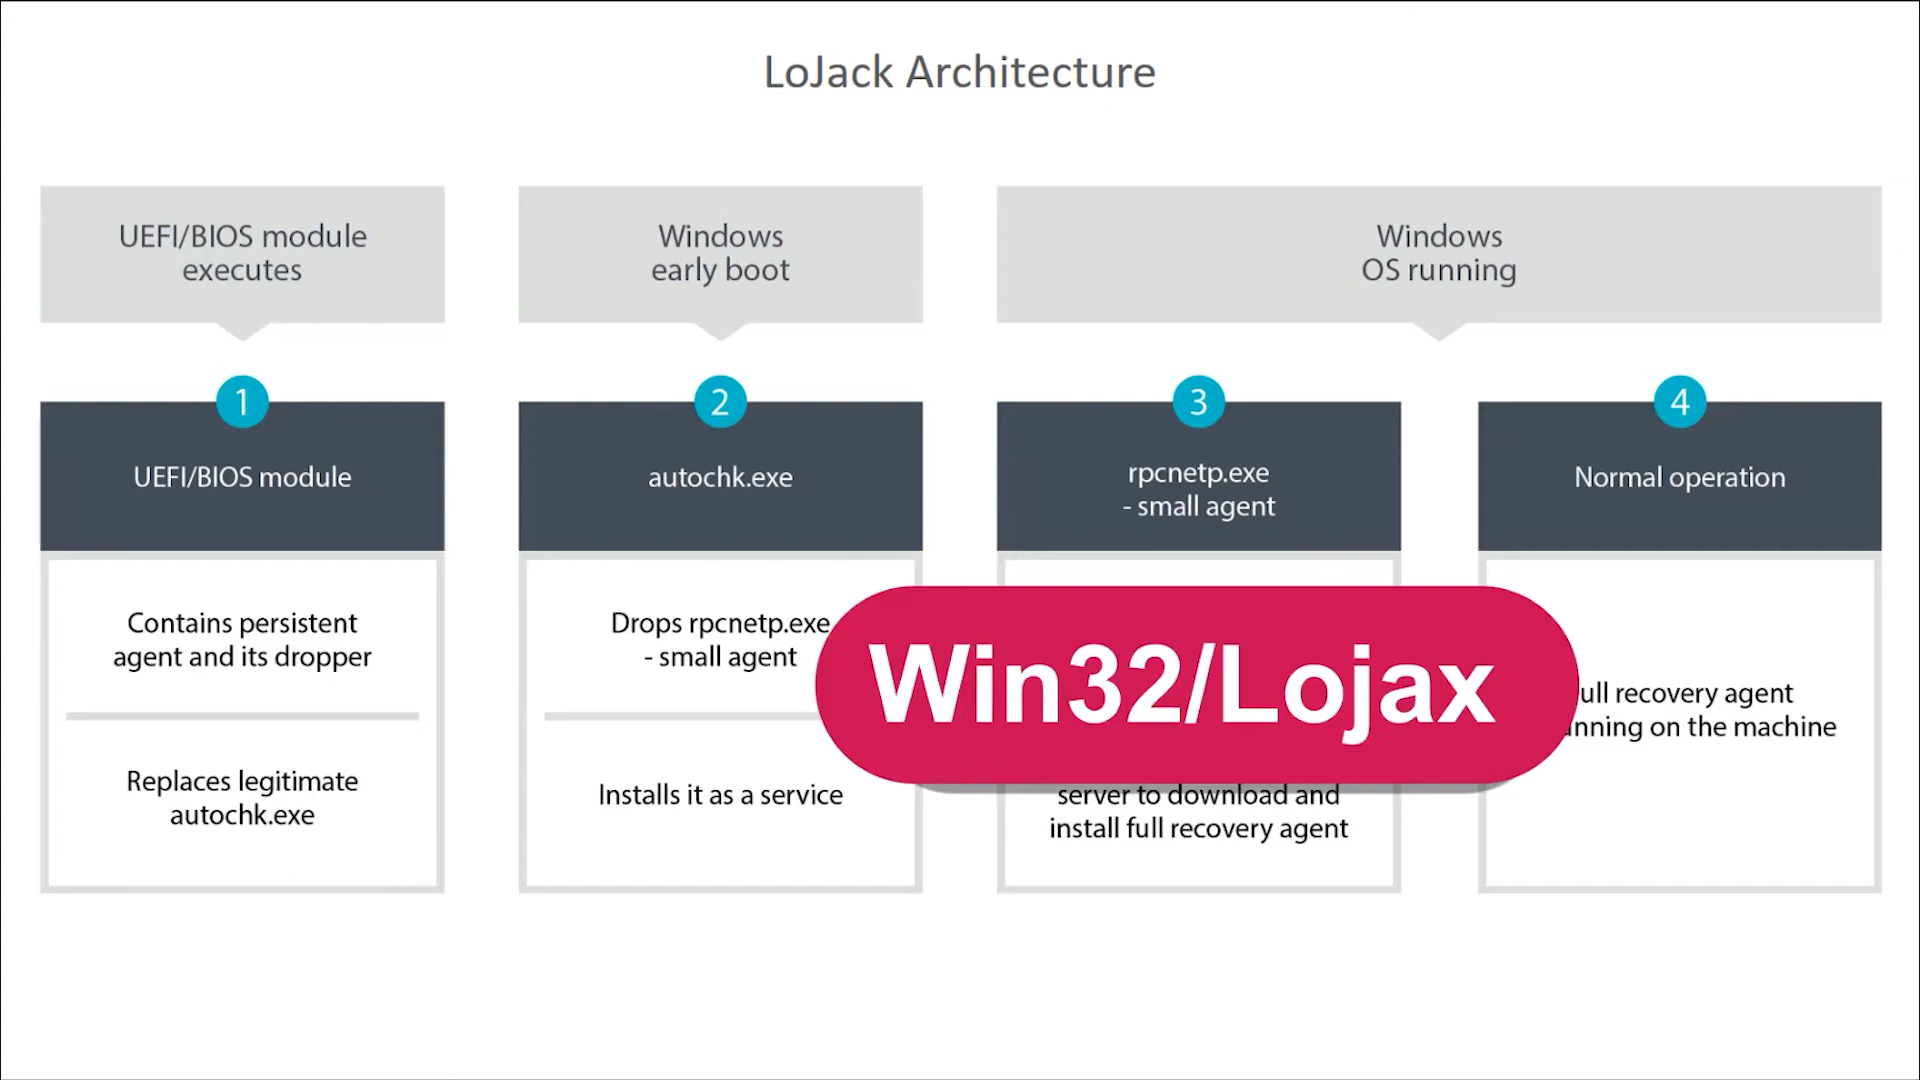 LoJack Architecture
UEFI/BIOS module
executes
Windows
early boot
Windows
OS running
1
UEFI/BIOS module
Contains persistent
agent and its dropper
Replaces legitimate
autochk.exe
2
autochk.exe
Drops rpcnetp.exe
- small agent
Installs it as a service
3
rpcnetp.exe
- small agent
Win32/Lojax
server to download and
install full recovery agent
4
Normal operation
recovery agent
on the machine